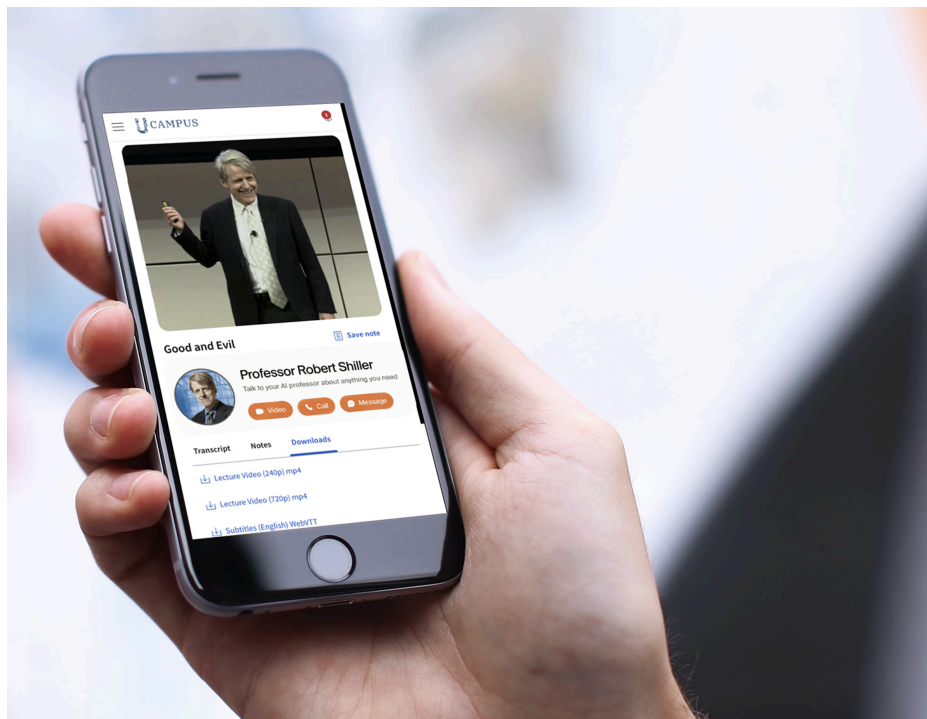 UCAMPUS
1
Good and Evil
Save note
Professor Robert Shiller
Talk to your AI professor about anything you need
Video
Call
Message
Transcript Notes Downloads
Lecture Video (240p) mp4
Lecture Video (720p) mp4
Subtitles (English) WebVTT